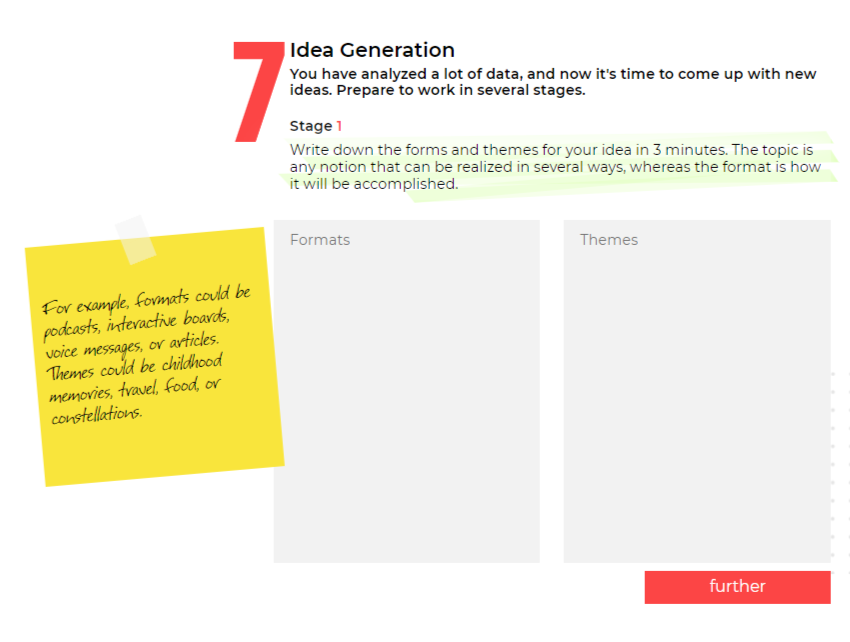 7
Idea Generation
You have analyzed a lot of data, and now it's time to come up with new
ideas. Prepare to work in several stages.
Stage 1
Write down the forms and themes for your idea in 3 minutes. The topic is
any notion that can be realized in several ways, whereas the format is how
it will be accomplished.
For example, formats could be
podcasts, interactive boards,
voice messages, or articles.
Themes could be childhood
memories, travel, food, or
constellations.
Formats
Themes
further